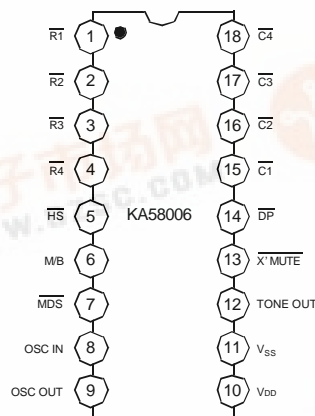 R1 1 18 C4
R2 2 17 C3
R3 3 16 C2
R4 4 15 C1
HS 5 KA58006 14 DP
M/B 6 13 X' MUTE
MDS 7 12 TONE OUT
OSC IN 8 11 VSS
OSC OUT 9 10 VDD